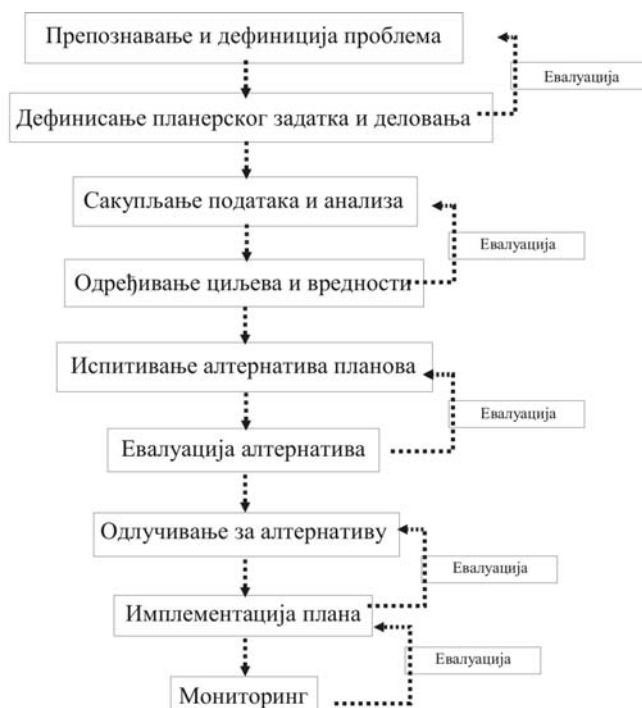 Препознавање и дефиниција проблема
Евалуација
Дефинисање планерског задатка и деловања
Сакупљање података и анализа
Евалуација
Одређивање циљева и вредности
Испитивање алтернатива планова
Евалуација
Евалуација алтернатива
Одлучивање за алтернативу
Евалуација
Имплементација плана
Евалуација
Мониторинг